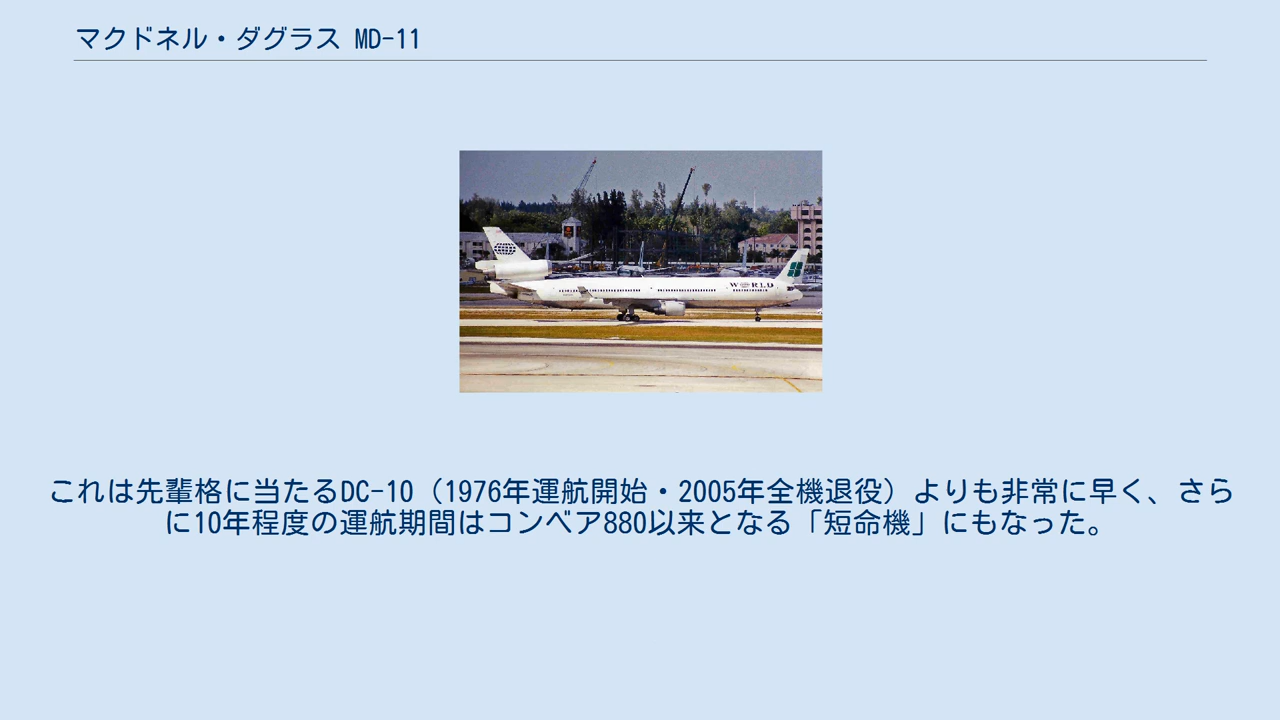 マクドネル・ダグラス MD-11
WORLD
これは先輩格に当たるDC-10（1976年運航開始・2005年全機退役）よりも非常に早く、さら
に10年程度の運航期間はコンベア880以来となる「短命機」にもなった。